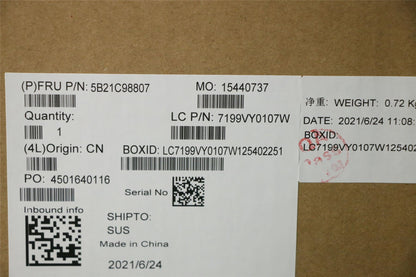 (P)FRU P/N: 5B21C98807
MO: 15440737
Quantity:
1
LC P/N: 7199VY0107W
(4L)Origin: CN
BOXID: LC7199VY0107W125402251
PO: 4501640116
Serial No
Inbound info
SHIPTO:
SUS
Made in China
2021/6/24
净重: WEIGHT: 0.72 Kg
DATE: 2021/6/24 11:08:
BOXID:
LC7199VY0107W125402